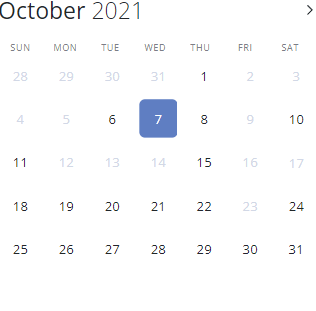 October 2021
SUN MON TUE WED THU FRI SAT
28 29 30 31 1 2 3
4 5 6 7 8 9 10
11 12 13 14 15 16 17
18 19 20 21 22 23 24
25 26 27 28 29 30 31